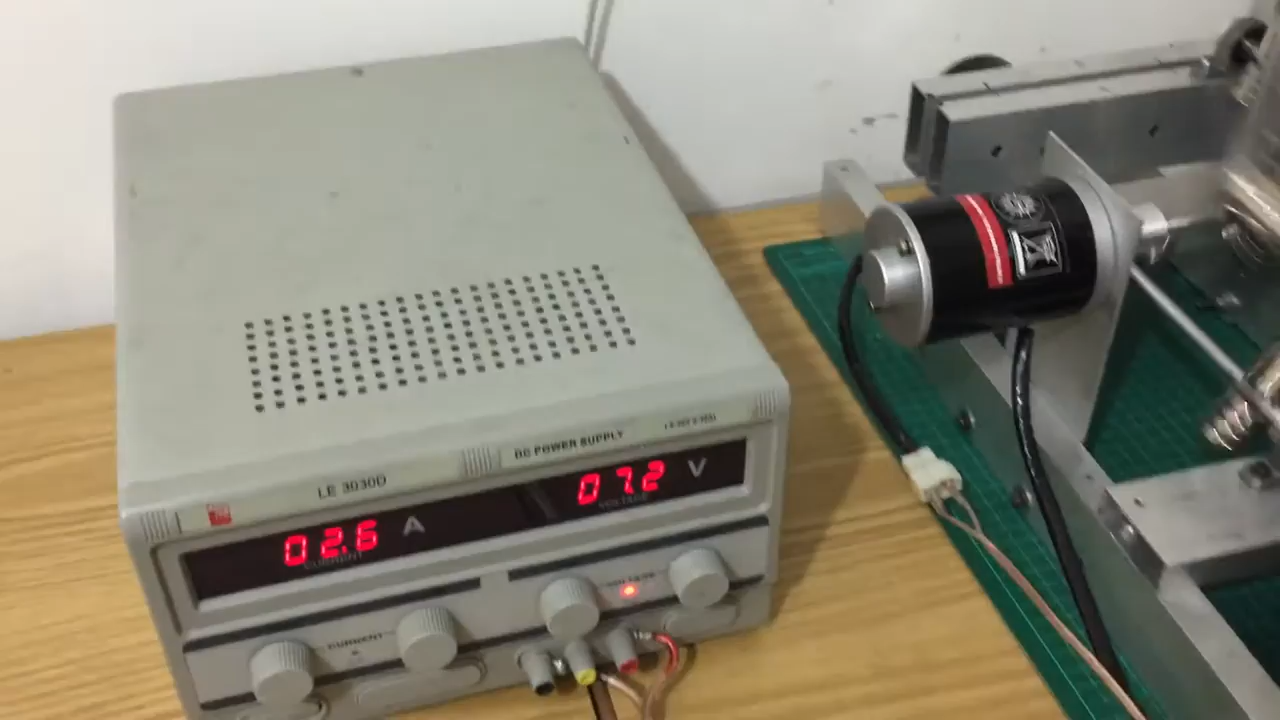 DC POWER SUPPLY
LE 3030D
02.6 A
07.2 V
CURRENT
VOLTAGE
CURRENT